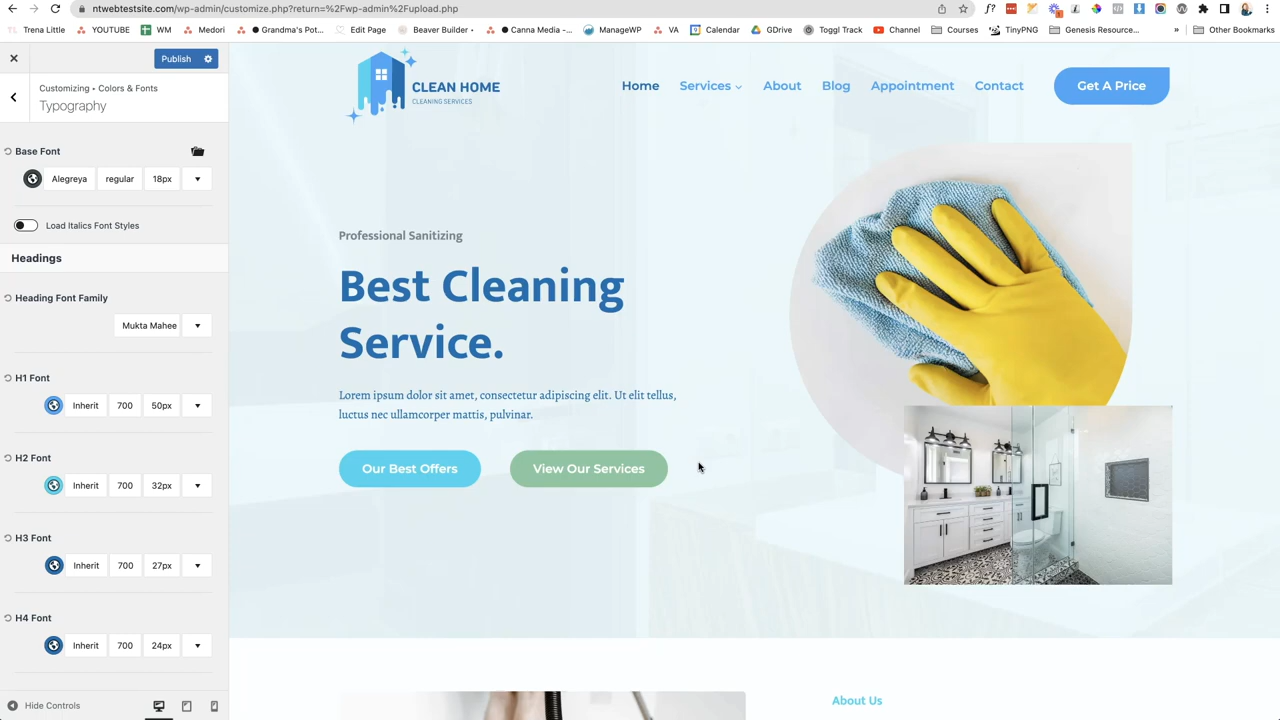 ntwebtestsite.com/wp-admin/customize.php?return=%2Fwp-admin%2Fupload.php
Trena Little
YOUTUBE
WM
Medori
Grandma's Pot...
Edit Page
Beaver Builder •
Canna Media -...
ManageWP
VA
Calendar
GDrive
Toggl Track
Channel
Courses
TinyPNG
Genesis Resource...
»
Other Bookmarks
Publish
Customizing ▸ Colors & Fonts
Typography
Base Font
Alegreya regular 18px
Load Italics Font Styles
Headings
Heading Font Family
Mukta Mahee
H1 Font
Inherit 700 50px
H2 Font
Inherit 700 32px
H3 Font
Inherit 700 27px
H4 Font
Inherit 700 24px
Hide Controls
CLEAN HOME
CLEANING SERVICES
Home Services About Blog Appointment Contact Get A Price
Professional Sanitizing
Best Cleaning
Service.
Lorem ipsum dolor sit amet, consectetur adipiscing elit. Ut elit tellus,
luctus nec ullamcorper mattis, pulvinar.
Our Best Offers
View Our Services
About Us